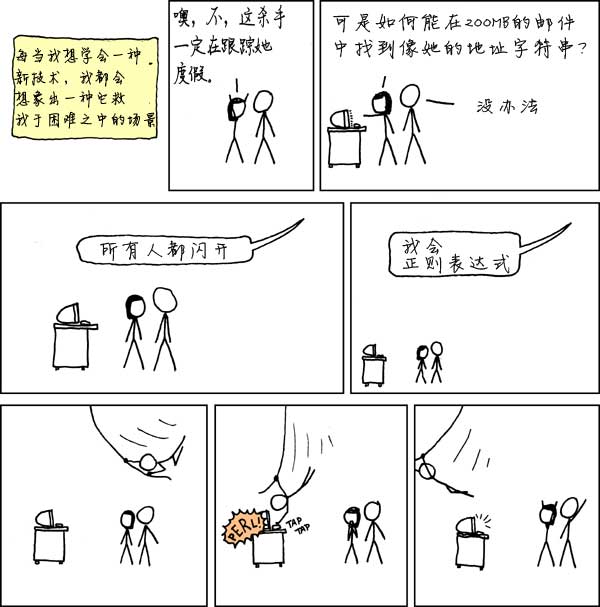 每当我想学会一种
新技术，我都会
想象出一种它救
我于困难之中的场景
噢，不，这杀手
一定在跟踪她
度假。
可是如何能在200MB的邮件
中找到像她的地址字符串？
没办法
所有人都闪开
我会
正则表达式
PERL!
TAP
TAP